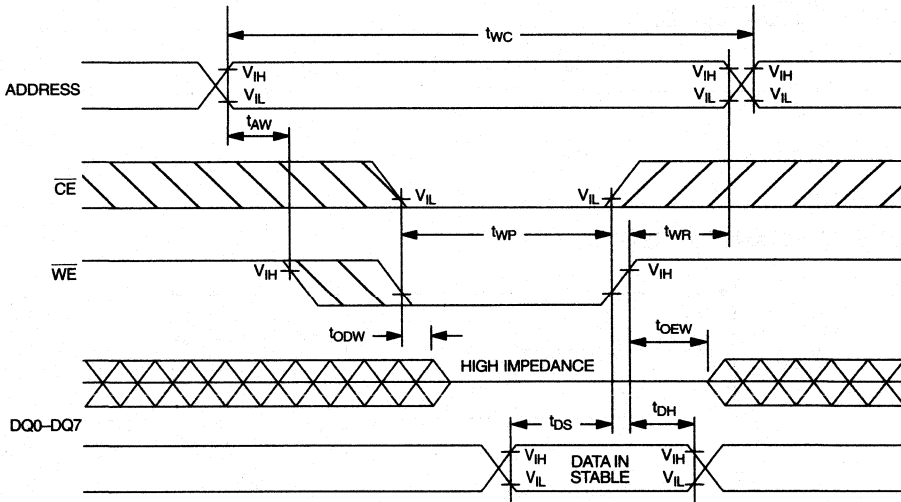 tWC
ADDRESS
VIH VIH VIH
VIL VIL VIL
tAW
CE VIL VIL
tWP tWR
WE VIH VIH
tODW tOEW
HIGH IMPEDANCE
DQ0–DQ7
tDS tDH
VIH DATA IN VIH
VIL STABLE VIL